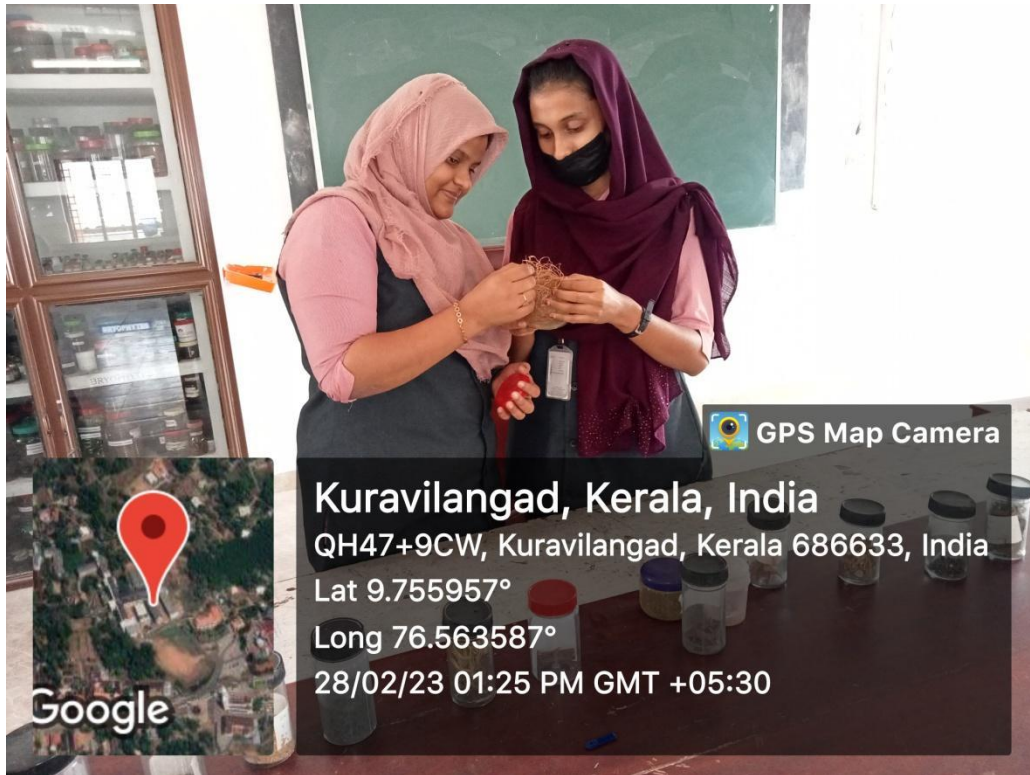 BRYOPHYTES
GPS Map Camera
Kuravilangad, Kerala, India
QH47+9CW, Kuravilangad, Kerala 686633, India
Lat 9.755957°
Long 76.563587°
28/02/23 01:25 PM GMT +05:30
Google